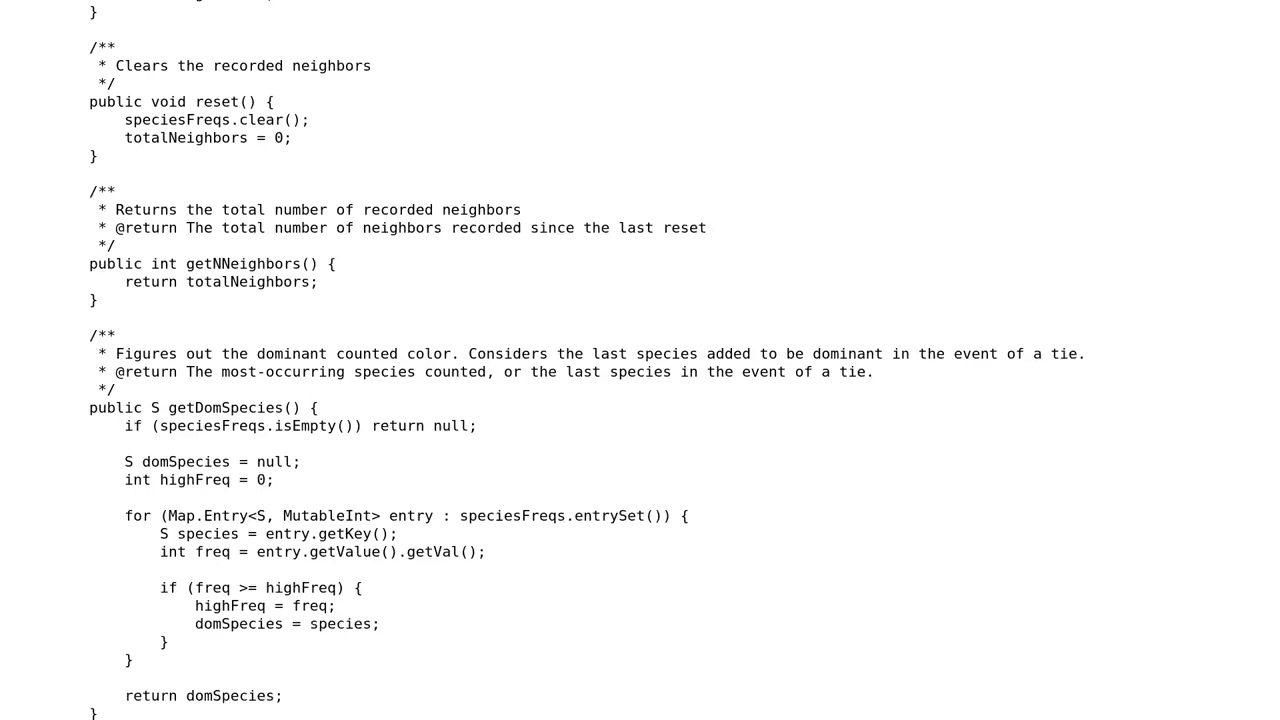 }
/**
 * Clears the recorded neighbors
 */
public void reset() {
    speciesFreqs.clear();
    totalNeighbors = 0;
}
/**
 * Returns the total number of recorded neighbors
 * @return The total number of neighbors recorded since the last reset
 */
public int getNNeighbors() {
    return totalNeighbors;
}
/**
 * Figures out the dominant counted color. Considers the last species added to be dominant in the event of a tie.
 * @return The most-occurring species counted, or the last species in the event of a tie.
 */
public S getDomSpecies() {
    if (speciesFreqs.isEmpty()) return null;
    S domSpecies = null;
    int highFreq = 0;
    for (Map.Entry<S, MutableInt> entry : speciesFreqs.entrySet()) {
        S species = entry.getKey();
        int freq = entry.getValue().getVal();
        if (freq >= highFreq) {
            highFreq = freq;
            domSpecies = species;
        }
    }
    return domSpecies;
}